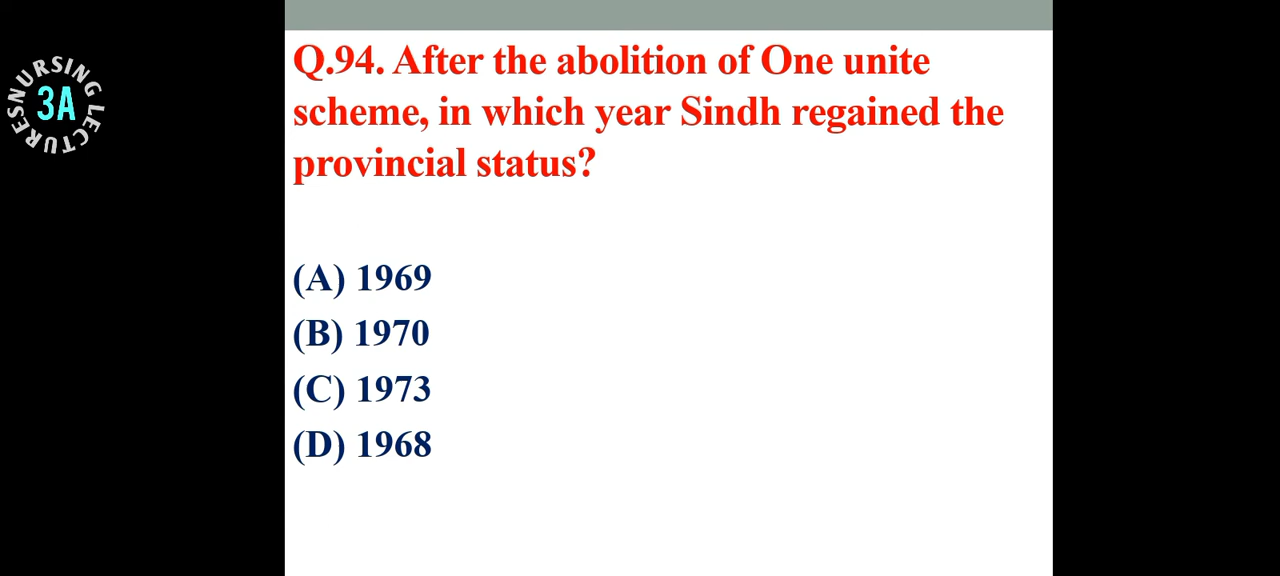 NURSING LECTURES
3A
Q.94. After the abolition of One unite
scheme, in which year Sindh regained the
provincial status?
(A) 1969
(B) 1970
(C) 1973
(D) 1968